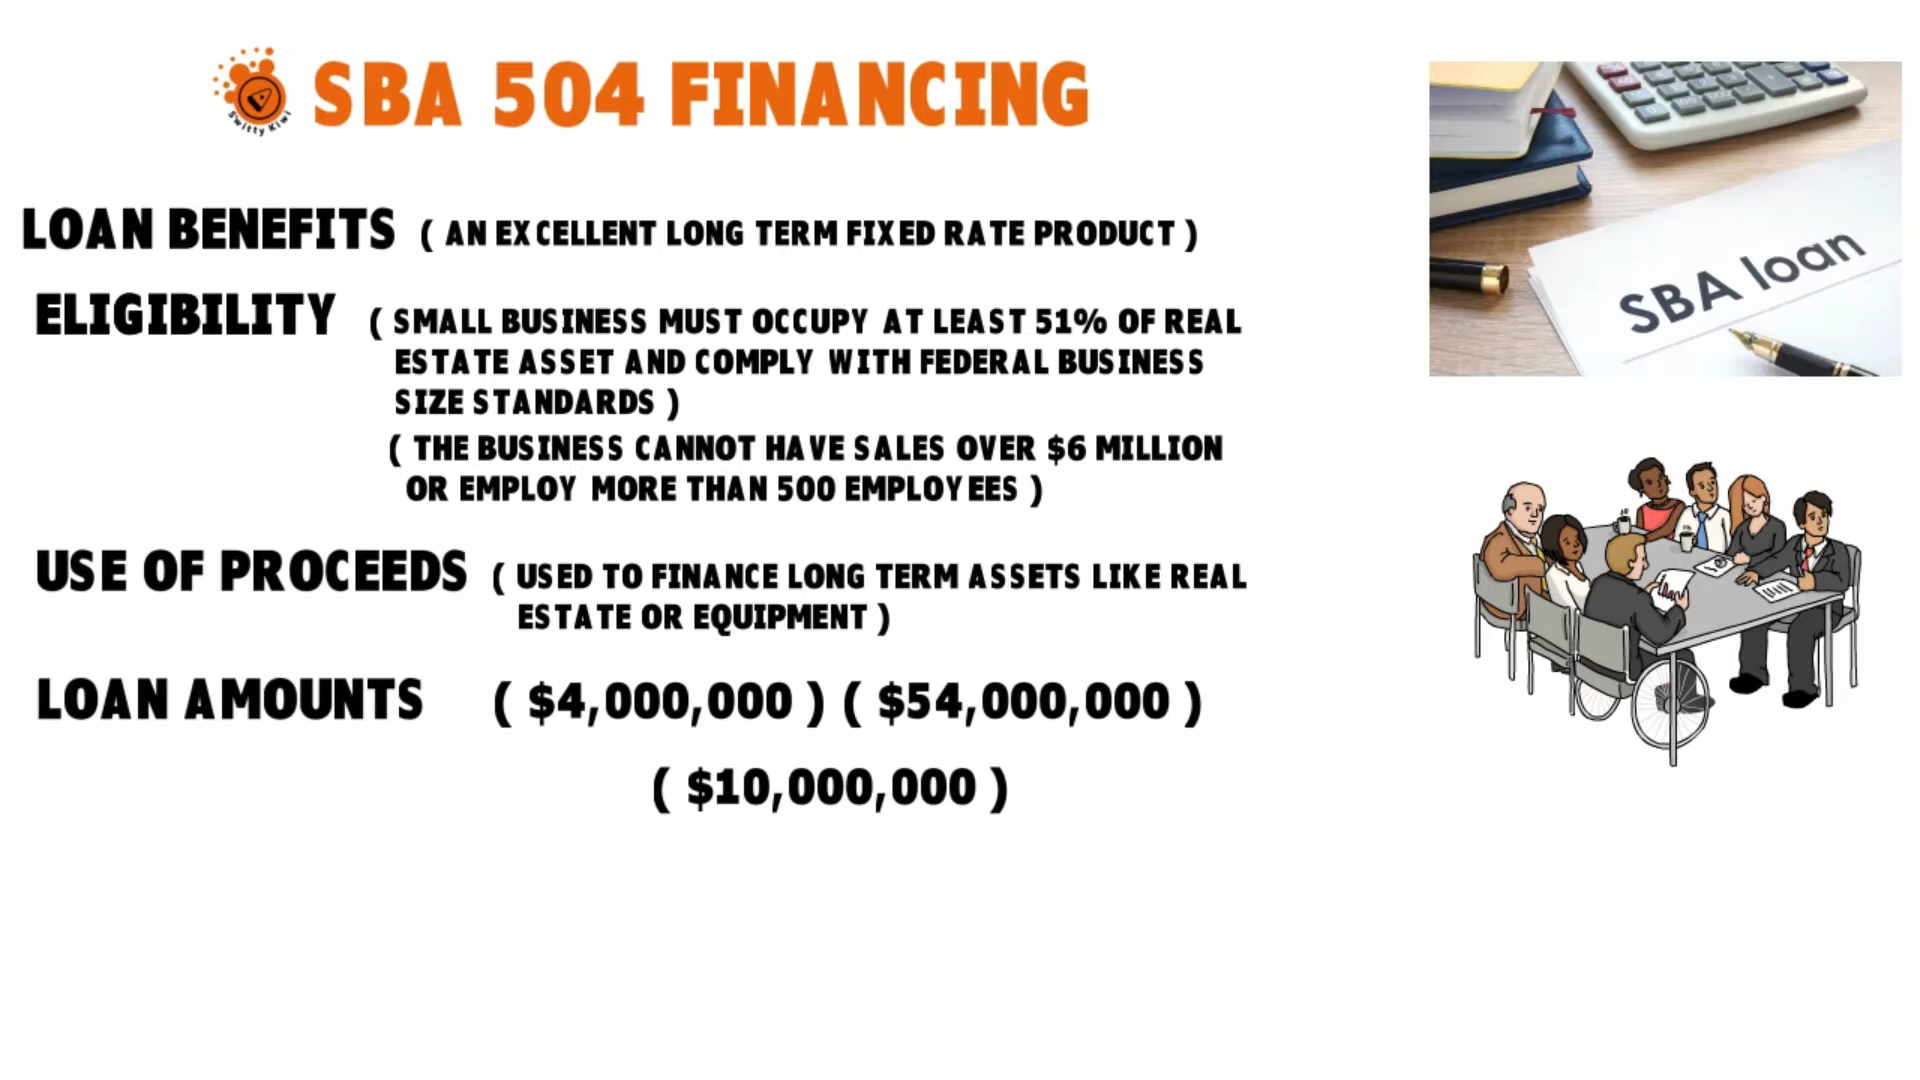 Switty Kiwi
SBA 504 FINANCING
LOAN BENEFITS ( AN EXCELLENT LONG TERM FIXED RATE PRODUCT )
ELIGIBILITY ( SMALL BUSINESS MUST OCCUPY AT LEAST 51% OF REAL
ESTATE ASSET AND COMPLY WITH FEDERAL BUSINESS
SIZE STANDARDS )
( THE BUSINESS CANNOT HAVE SALES OVER $6 MILLION
OR EMPLOY MORE THAN 500 EMPLOYEES )
USE OF PROCEEDS ( USED TO FINANCE LONG TERM ASSETS LIKE REAL
ESTATE OR EQUIPMENT )
LOAN AMOUNTS ( $4,000,000 ) ( $54,000,000 )
( $10,000,000 )
SBA loan